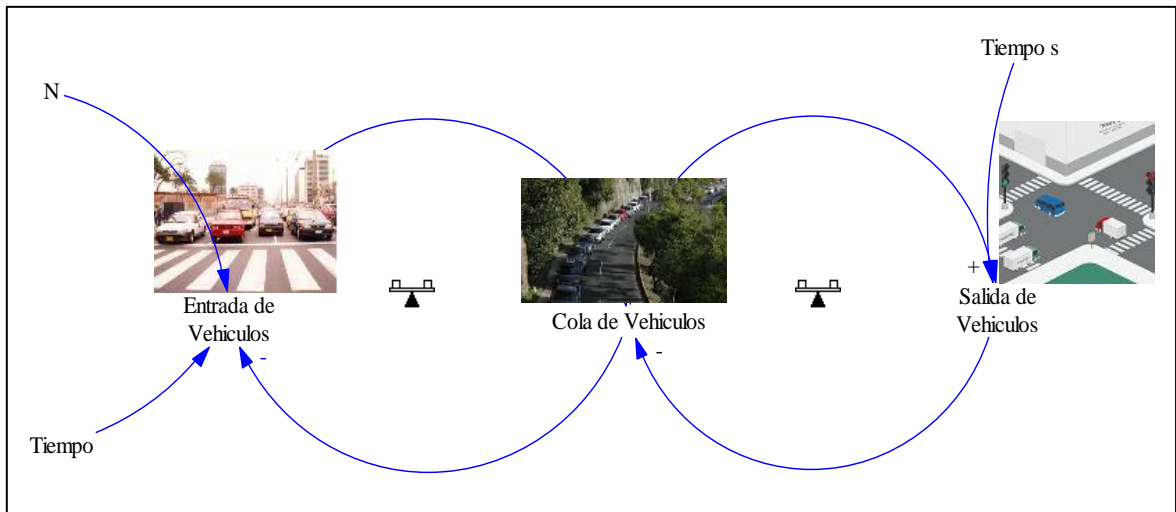 Tiempo s
N
+
Entrada de
Vehiculos
Cola de Vehiculos
Salida de
Vehiculos
-
-
Tiempo